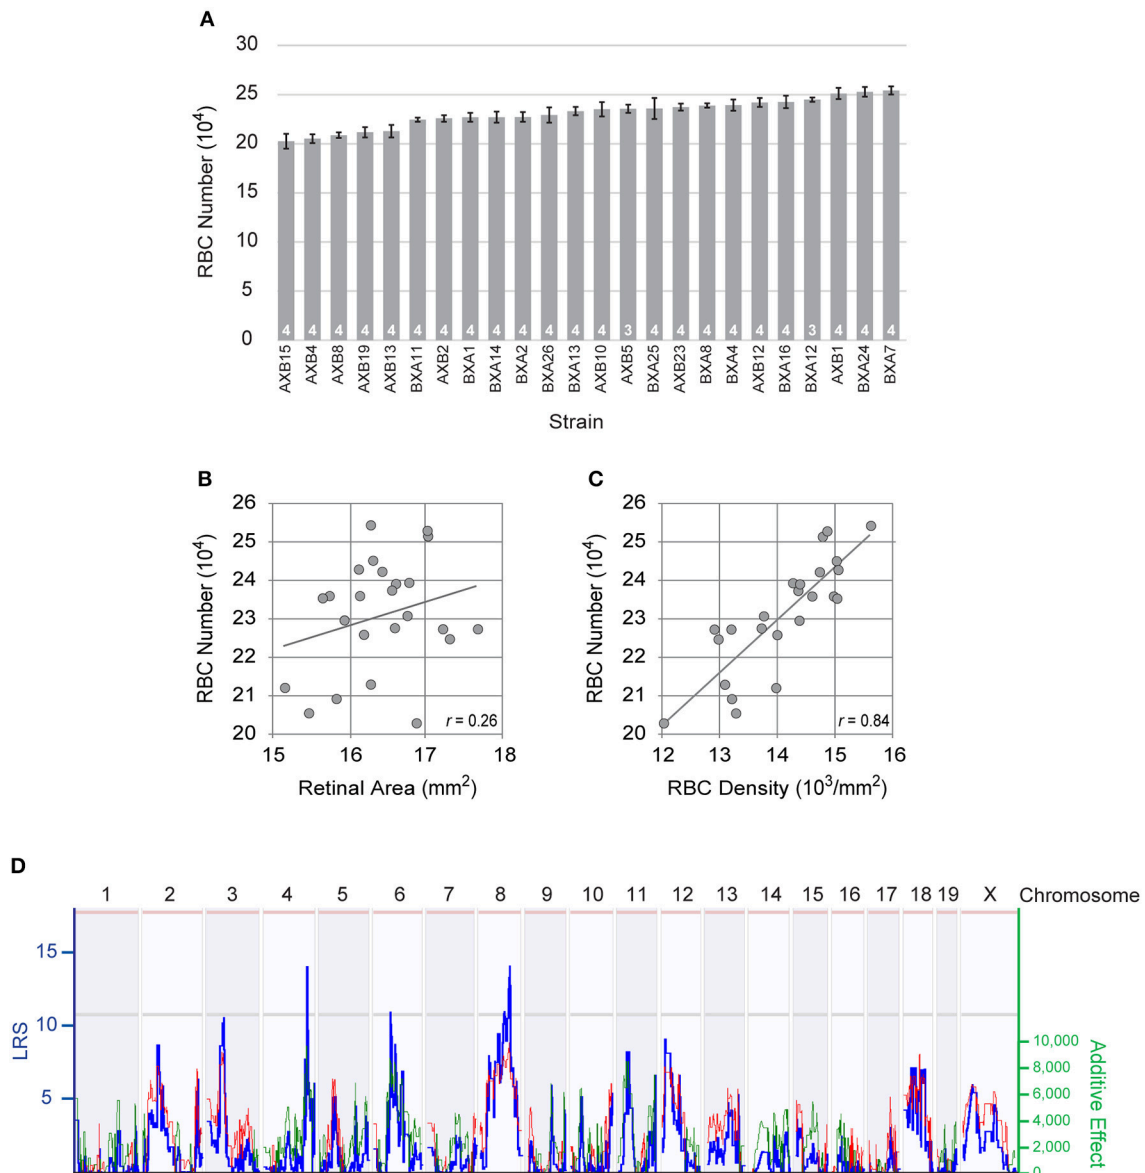 A
RBC Number (10⁴)
30
25
20
15
10
5
0
4 4 4 4 4 4 4 4 4 4 4 4 4 3 4 4 4 4 4 4 3 4 4 4
AXB15 AXB4 AXB8 AXB19 AXB13 BXA11 AXB2 BXA1 BXA14 BXA2 BXA26 BXA13 AXB10 AXB5 BXA25 AXB23 BXA8 BXA4 AXB12 BXA16 BXA12 AXB1 BXA24 BXA7
Strain
B
RBC Number (10⁴)
26
25
24
23
22
21
20
r = 0.26
15 16 17 18
Retinal Area (mm²)
C
RBC Number (10⁴)
26
25
24
23
22
21
20
r = 0.84
12 13 14 15 16
RBC Density (10³/mm²)
D
1 2 3 4 5 6 7 8 9 10 11 12 13 14 15 16 17 18 19 X Chromosome
LRS
15
10
5
10,000
8,000
6,000
4,000
2,000
0
Additive Effect